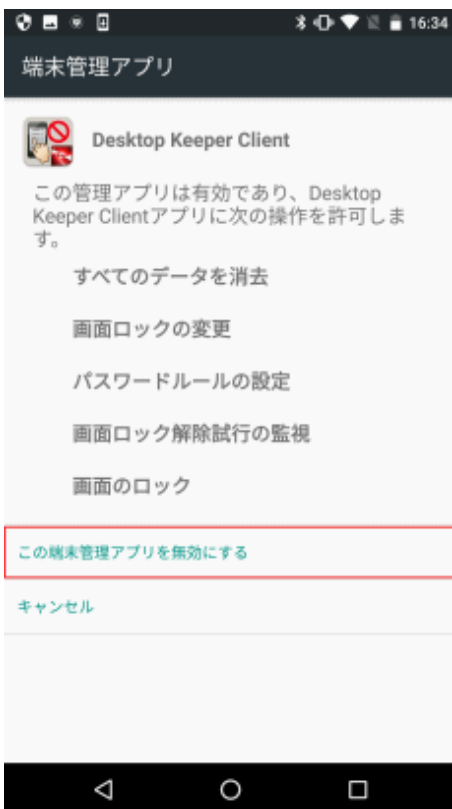 16:34
端末管理アプリ
Desktop Keeper Client
この管理アプリは有効であり、Desktop
Keeper Clientアプリに次の操作を許可しま
す。
すべてのデータを消去
画面ロックの変更
パスワードルールの設定
画面ロック解除試行の監視
画面のロック
この端末管理アプリを無効にする
キャンセル